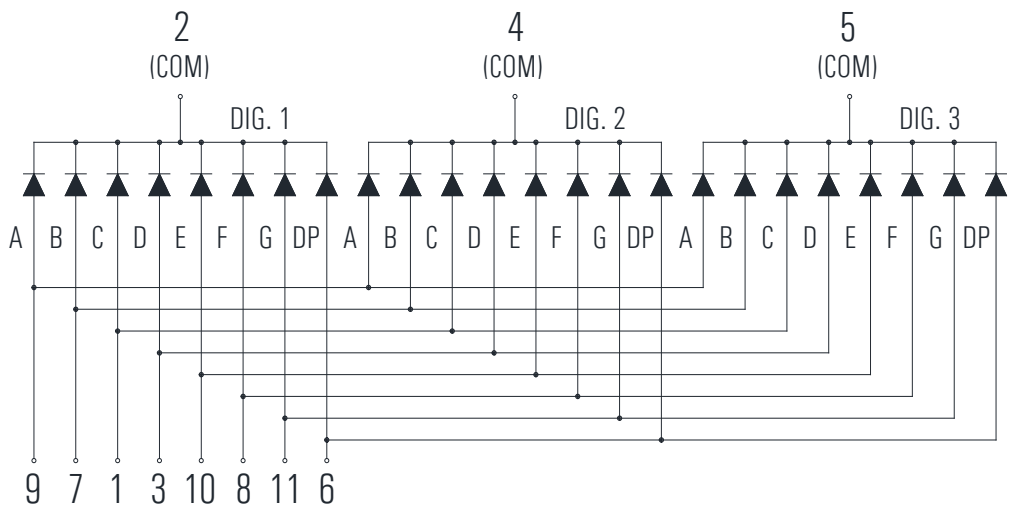 2 4 5
(COM) (COM) (COM)
DIG. 1 DIG. 2 DIG. 3
A B C D E F G DP A B C D E F G DP A B C D E F G DP
9 7 1 3 10 8 11 6